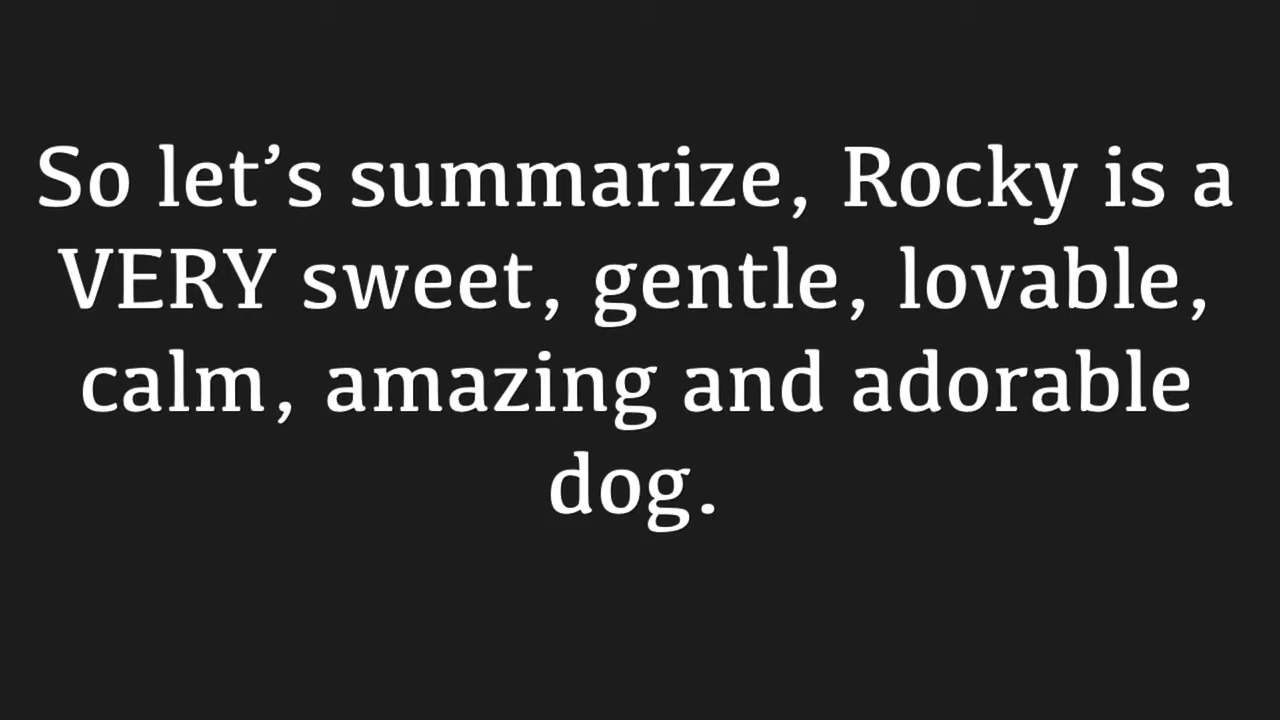 So let’s summarize, Rocky is a
VERY sweet, gentle, lovable,
calm, amazing and adorable
dog.